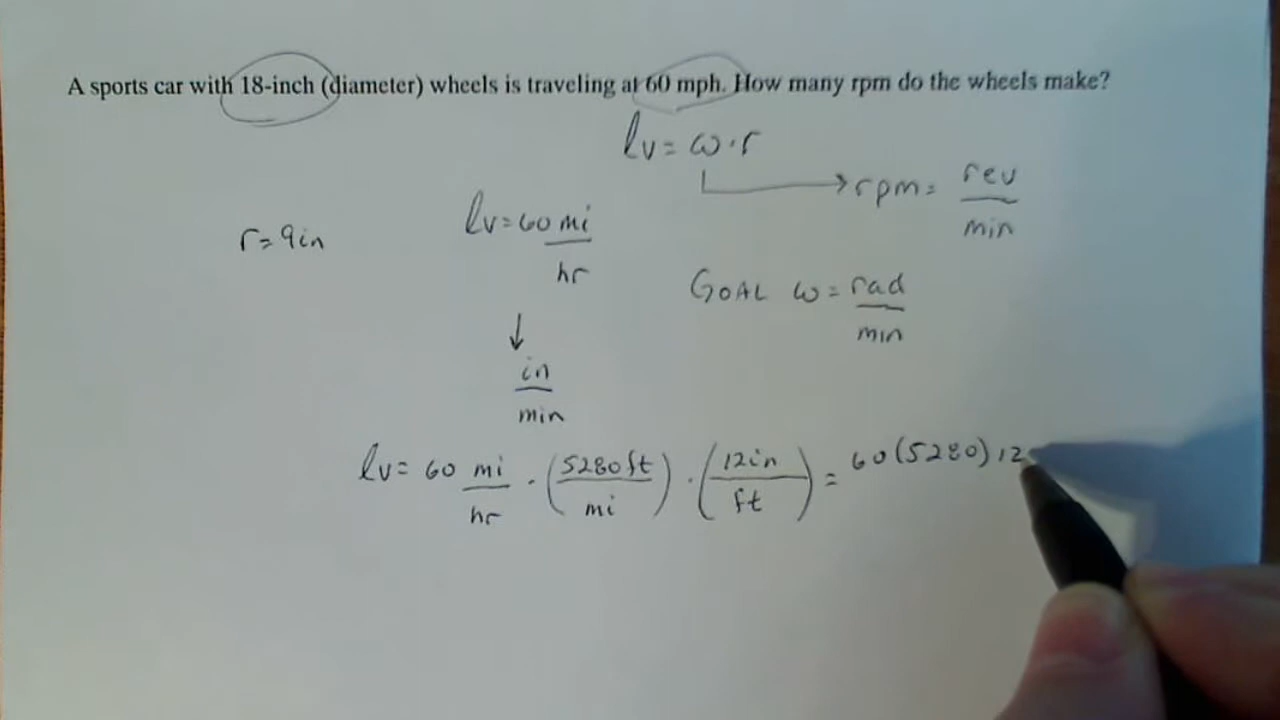 A sports car with 18-inch (diameter) wheels is traveling at 60 mph. How many rpm do the wheels make?
lv = ω · r
→ rpm = rev/min
r = 9in
lv = 60 mi/hr
GOAL ω = rad/min
↓
in/min
lv = 60 mi/hr · (5280 ft/mi) · (12in/ft) = 60(5280)12